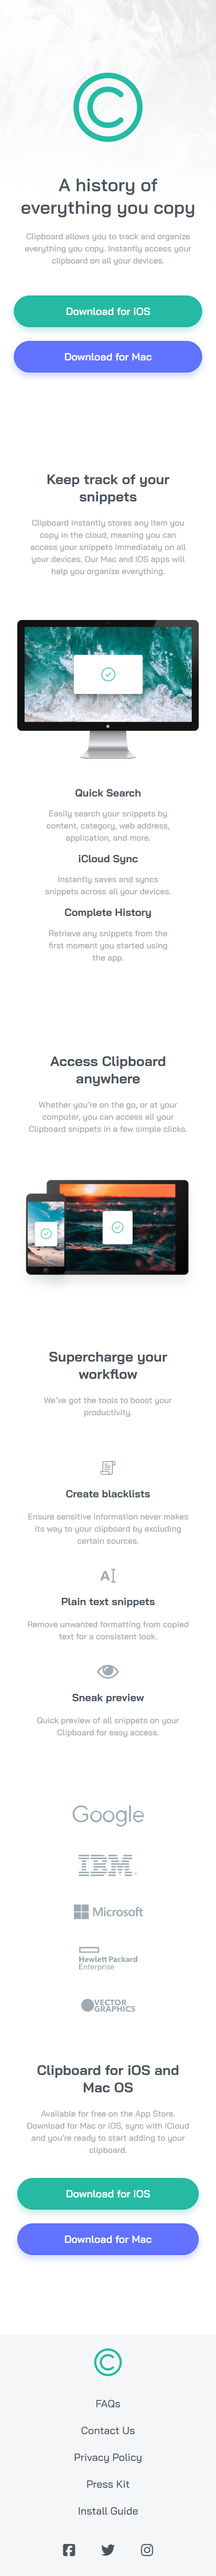 A history of
everything you copy
Clipboard allows you to track and organize
everything you copy. Instantly access your
clipboard on all your devices.
Download for iOS
Download for Mac
Keep track of your
snippets
Clipboard instantly stores any item you
copy in the cloud, meaning you can
access your snippets immediately on all
your devices. Our Mac and iOS apps will
help you organize everything.
Quick Search
Easily search your snippets by
content, category, web address,
application, and more.
iCloud Sync
Instantly saves and syncs
snippets across all your devices.
Complete History
Retrieve any snippets from the
first moment you started using
the app.
Access Clipboard
anywhere
Whether you’re on the go, or at your
computer, you can access all your
Clipboard snippets in a few simple clicks.
Supercharge your
workflow
We’ve got the tools to boost your
productivity.
Create blacklists
Ensure sensitive information never makes
its way to your clipboard by excluding
certain sources.
A
Plain text snippets
Remove unwanted formatting from copied
text for a consistent look.
Sneak preview
Quick preview of all snippets on your
Clipboard for easy access.
Google
IBM
Microsoft
Hewlett Packard
Enterprise
VECTOR
GRAPHICS
Clipboard for iOS and
Mac OS
Available for free on the App Store.
Download for Mac or iOS, sync with iCloud
and you’re ready to start adding to your
clipboard.
Download for iOS
Download for Mac
FAQs
Contact Us
Privacy Policy
Press Kit
Install Guide